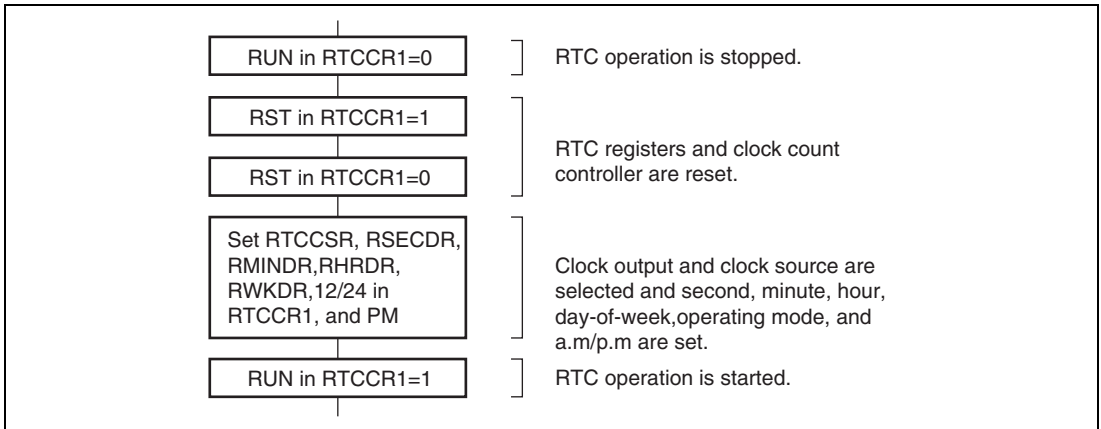 RUN in RTCCR1=0
RTC operation is stopped.
RST in RTCCR1=1
RST in RTCCR1=0
RTC registers and clock count
controller are reset.
Set RTCCSR, RSECDR,
RMINDR,RHRDR,
RWKDR,12/24 in
RTCCR1, and PM
Clock output and clock source are
selected and second, minute, hour,
day-of-week,operating mode, and
a.m/p.m are set.
RUN in RTCCR1=1
RTC operation is started.